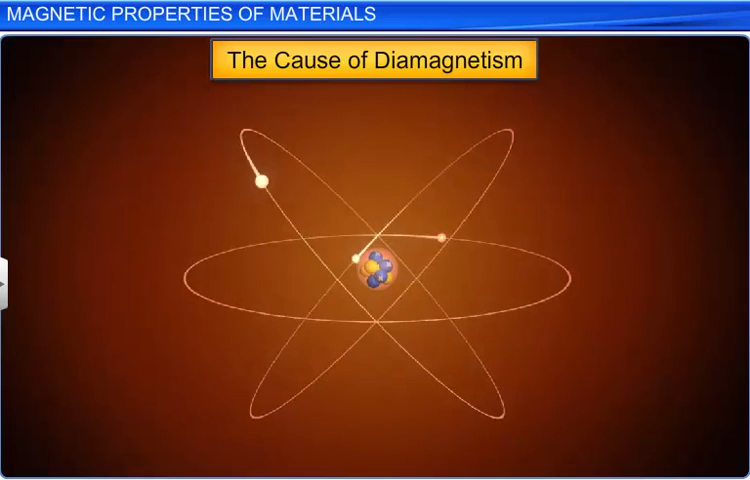 MAGNETIC PROPERTIES OF MATERIALS
The Cause of Diamagnetism